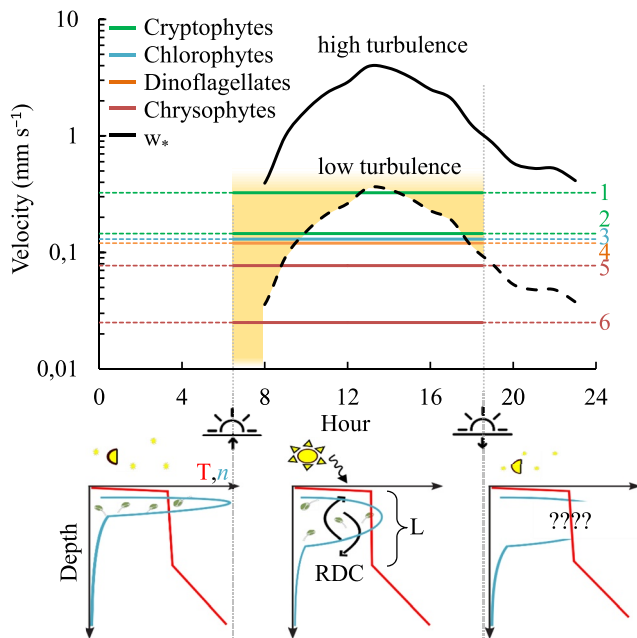 10
Cryptophytes
Chlorophytes
Dinoflagellates
Chrysophytes
w*
high turbulence
1
low turbulence
0.1
0,01
Velocity (mm s⁻¹)
1
2
3
4
5
6
0
4
8
12
16
20
24
Hour
T,n
L
RDC
????
Depth